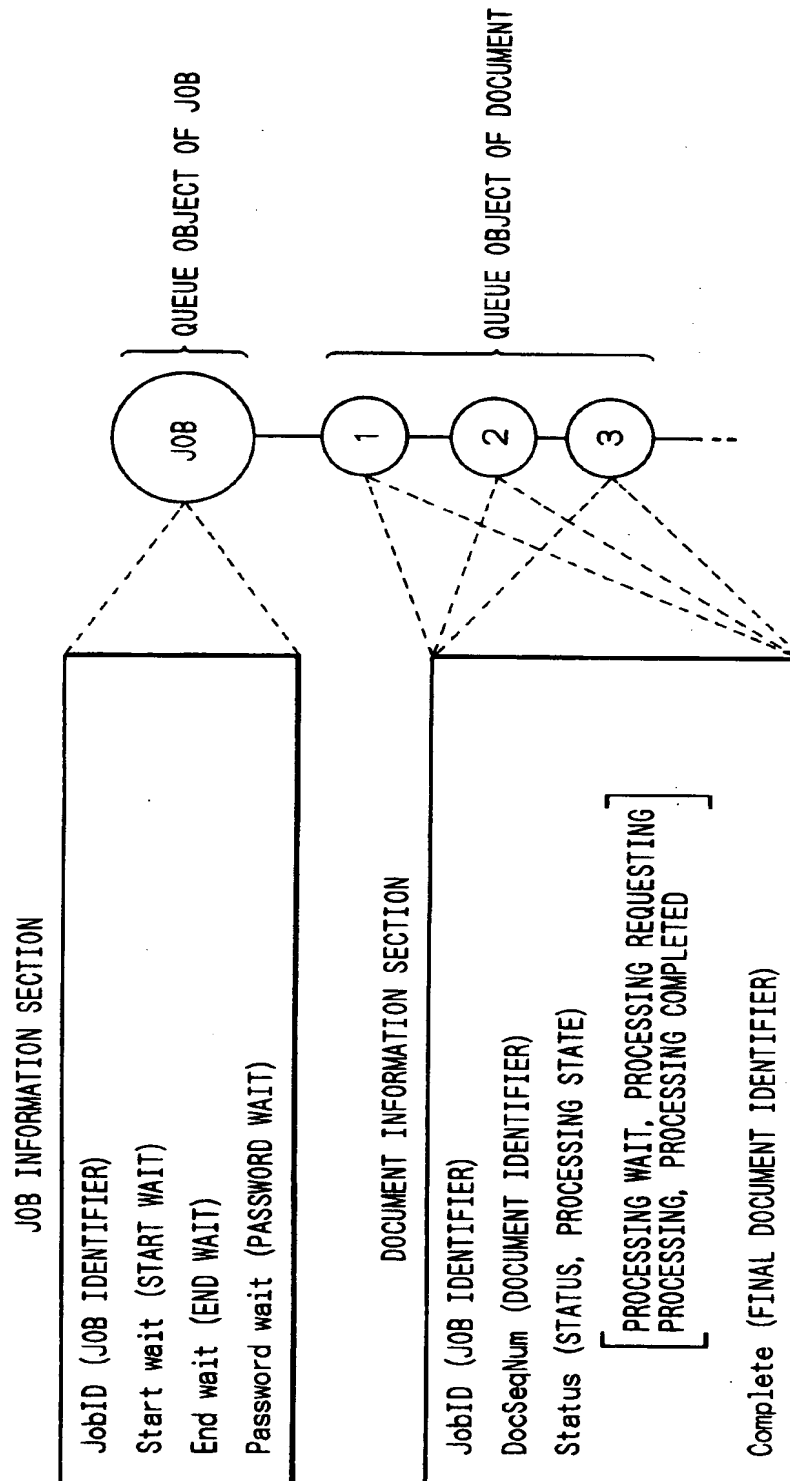 JOB INFORMATION SECTION
JobID (JOB IDENTIFIER)
Start wait (START WAIT)
End wait (END WAIT)
Password wait (PASSWORD WAIT)
JOB
QUEUE OBJECT OF JOB
DOCUMENT INFORMATION SECTION
JobID (JOB IDENTIFIER)
DocSeqNum (DOCUMENT IDENTIFIER)
Status (STATUS, PROCESSING STATE)
PROCESSING WAIT, PROCESSING REQUESTING
PROCESSING, PROCESSING COMPLETED
Complete (FINAL DOCUMENT IDENTIFIER)
1
2
3
QUEUE OBJECT OF DOCUMENT